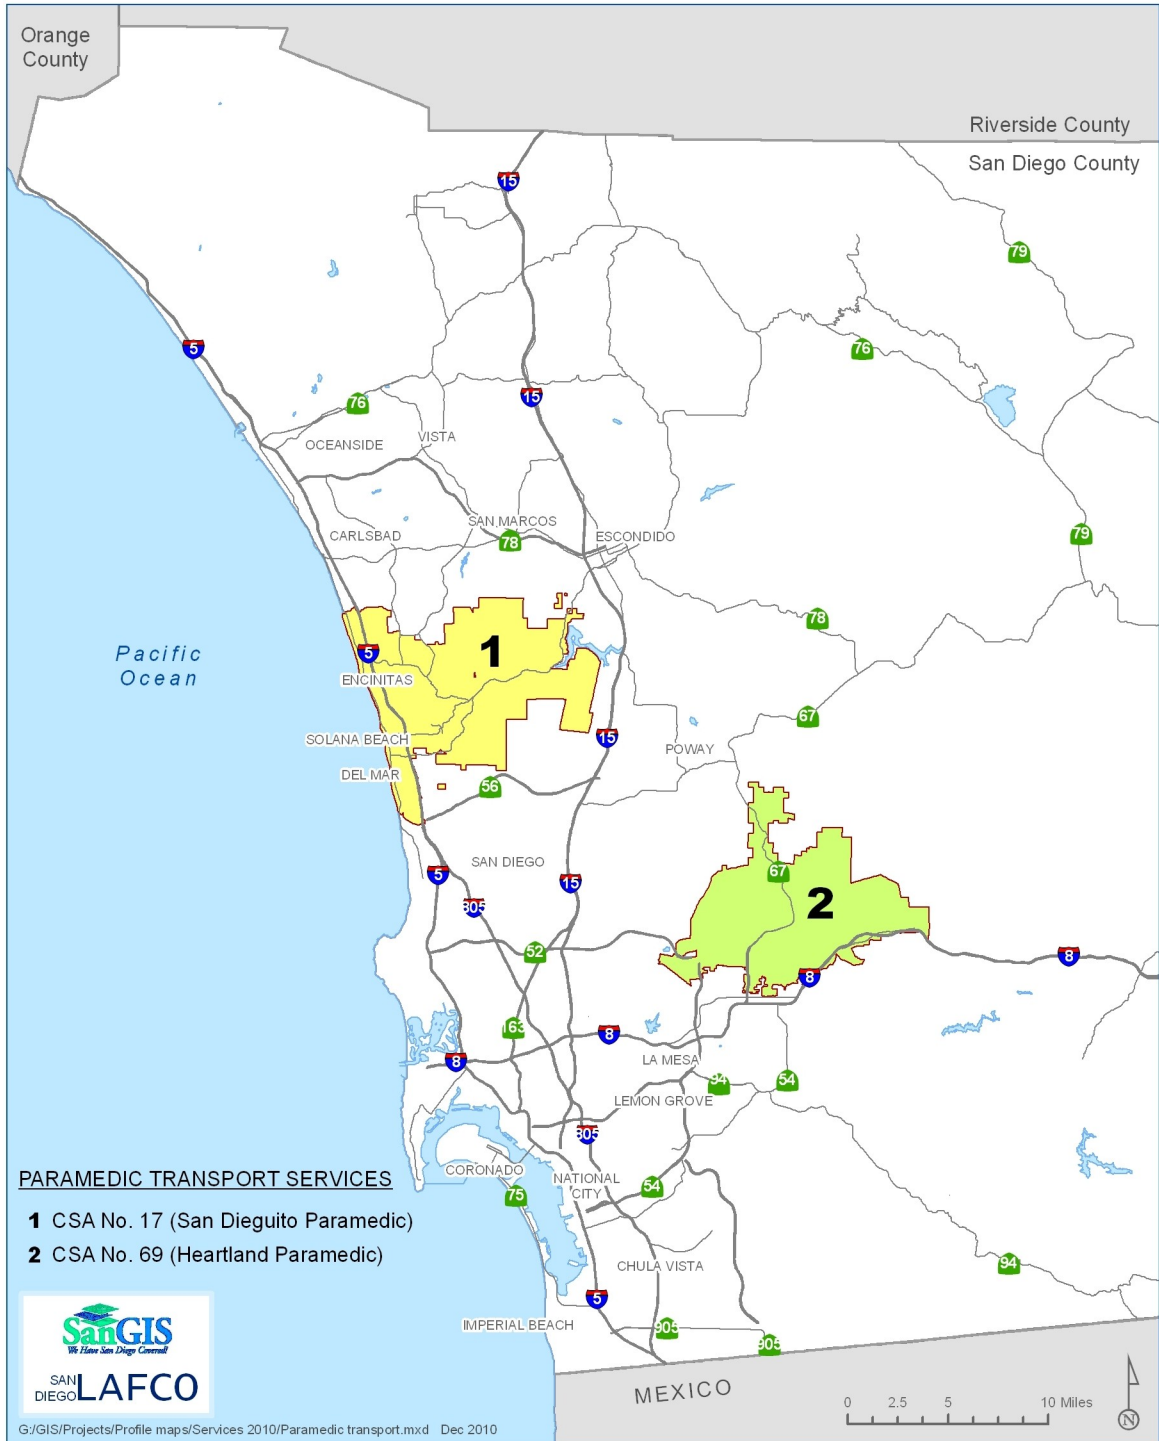 Orange
County
Riverside County
San Diego County
15
79
5
76
15
76
OCEANSIDE
VISTA
SAN MARCOS
CARLSBAD
78
ESCONDIDO
79
78
1
5
Pacific
Ocean
ENCINITAS
67
SOLANA BEACH
15
POWAY
DEL MAR
56
SAN DIEGO
5
15
67
2
805
52
8
8
163
8
8
LA MESA
94
54
LEMON GROVE
805
CORONADO
NATIONAL
CITY
75
54
PARAMEDIC TRANSPORT SERVICES
1 CSA No. 17 (San Dieguito Paramedic)
2 CSA No. 69 (Heartland Paramedic)
CHULA VISTA
94
5
IMPERIAL BEACH
905
905
SanGIS
We Have San Diego Covered!
SAN
DIEGO LAFCO
MEXICO
0 2.5 5 10 Miles
N
G:/GIS/Projects/Profile maps/Services 2010/Paramedic transport.mxd Dec 2010